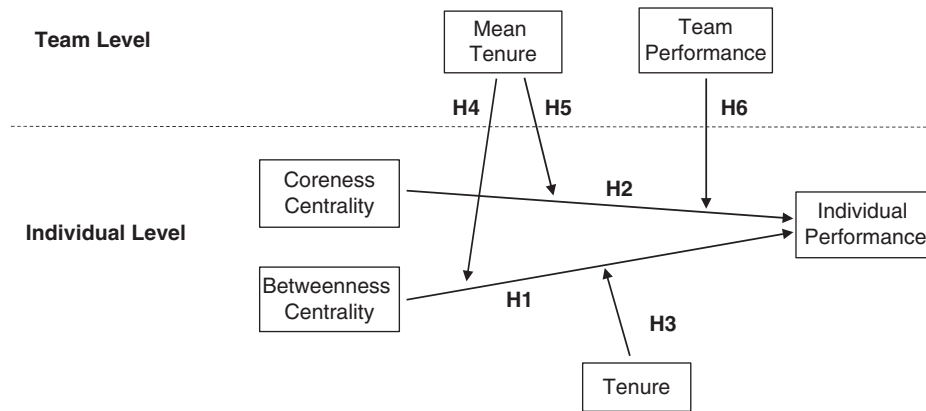 Team Level
Mean
Tenure
Team
Performance
H4
H5
H6
Coreness
Centrality
H2
Individual
Performance
Individual Level
Betweenness
Centrality
H1
H3
Tenure